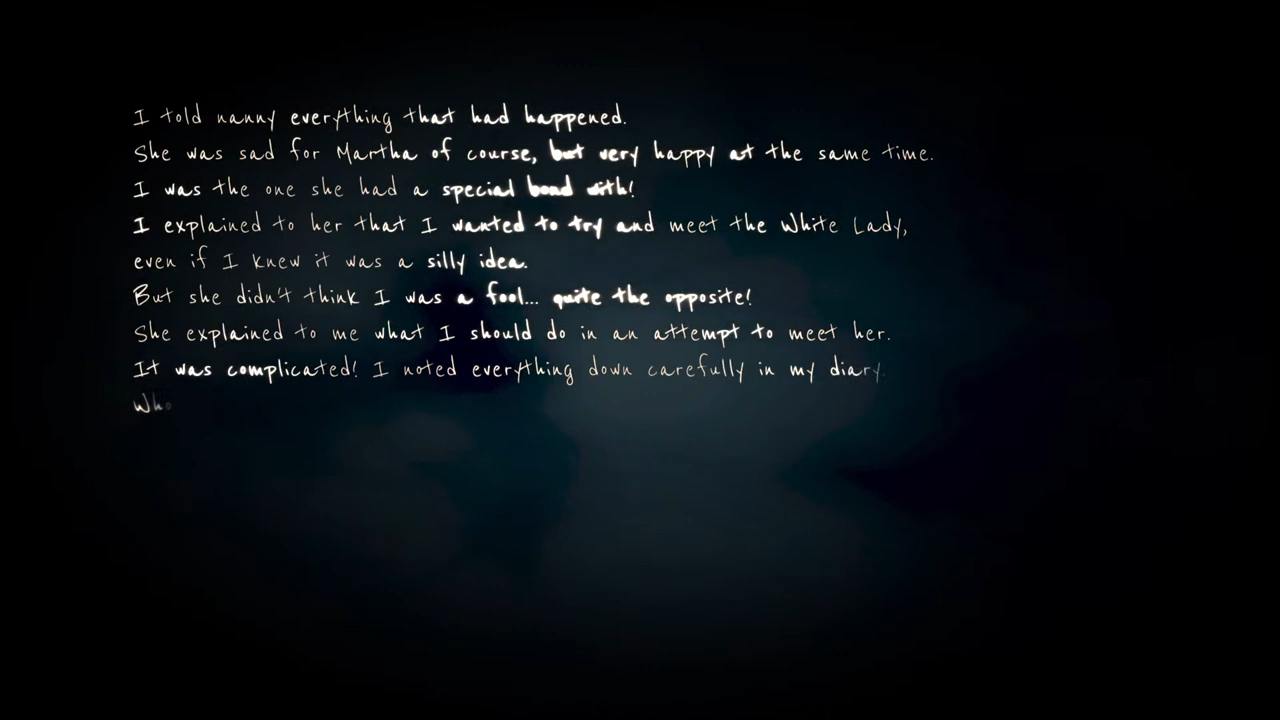 I told nanny everything that had happened.
She was sad for Martha of course, but very happy at the same time.
I was the one she had a special bond with!
I explained to her that I wanted to try and meet the White Lady,
even if I knew it was a silly idea.
But she didn't think I was a fool... quite the opposite!
She explained to me what I should do in an attempt to meet her.
It was complicated! I noted everything down carefully in my diary.
Who